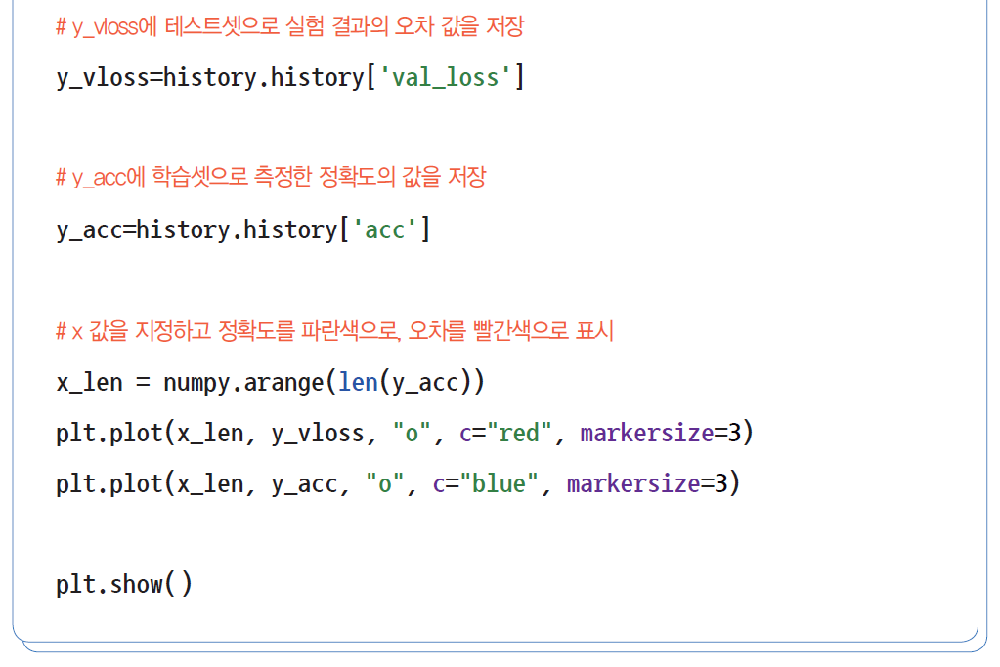 # y_vloss에 테스트셋으로 실험 결과의 오차 값을 저장
y_vloss=history.history['val_loss']
# y_acc에 학습셋으로 측정한 정확도의 값을 저장
y_acc=history.history['acc']
# x 값을 지정하고 정확도를 파란색으로, 오차를 빨간색으로 표시
x_len = numpy.arange(len(y_acc))
plt.plot(x_len, y_vloss, "o", c="red", markersize=3)
plt.plot(x_len, y_acc, "o", c="blue", markersize=3)
plt.show()